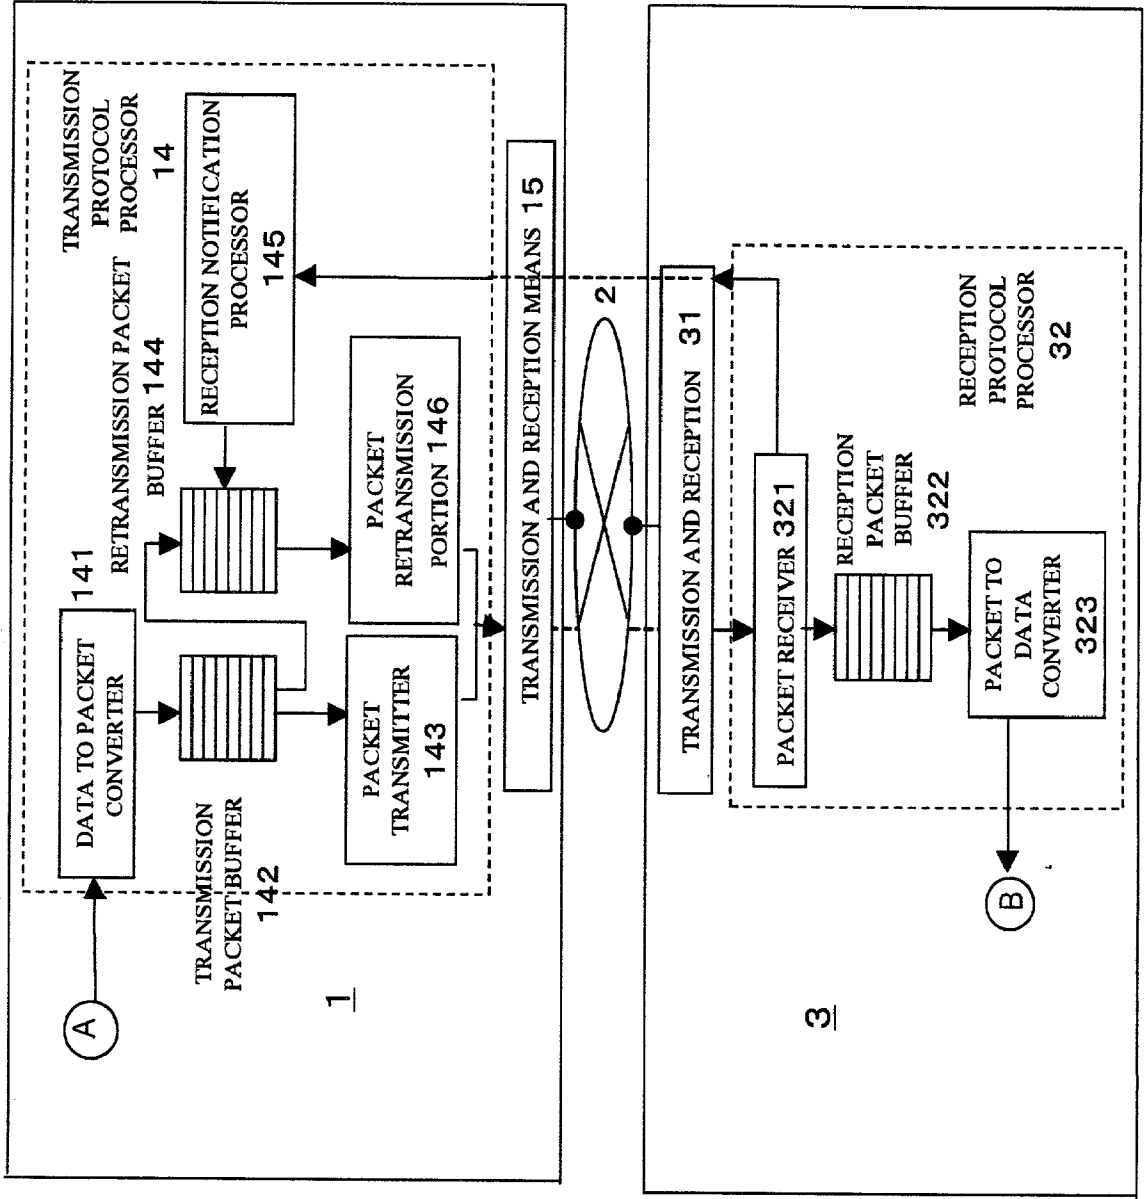 A
DATA TO PACKET
CONVERTER
141
TRANSMISSION
PACKET BUFFER
142
RETRANSMISSION PACKET
BUFFER 144
TRANSMISSION
PROTOCOL
PROCESSOR
14
RECEPTION NOTIFICATION
PROCESSOR
145
PACKET
TRANSMITTER
143
PACKET
RETRANSMISSION
PORTION 146
1
TRANSMISSION AND RECEPTION MEANS 15
2
TRANSMISSION AND RECEPTION 31
PACKET RECEIVER 321
RECEPTION
PACKET
BUFFER
322
RECEPTION
PROTOCOL
PROCESSOR
32
PACKET TO
DATA
CONVERTER
323
B
3